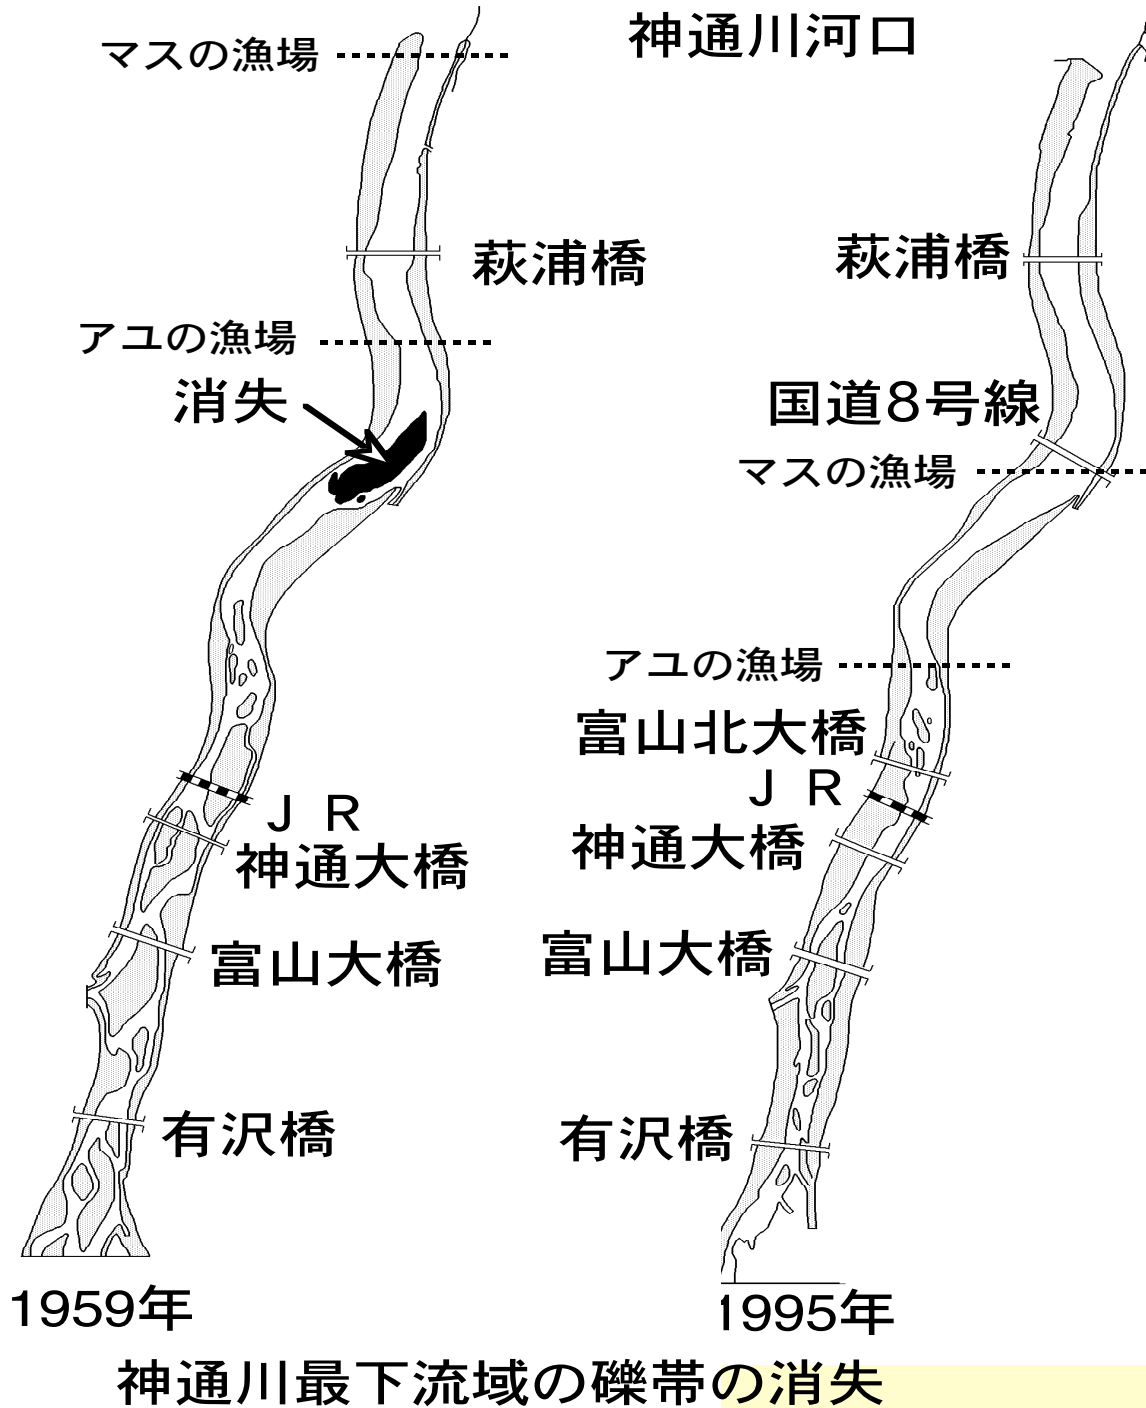 神通川河口
マスの漁場
萩浦橋
アユの漁場
消失
JR
神通大橋
富山大橋
有沢橋
1959年
萩浦橋
国道8号線
マスの漁場
アユの漁場
富山北大橋
JR
神通大橋
富山大橋
有沢橋
1995年
神通川最下流域の礫帯の消失